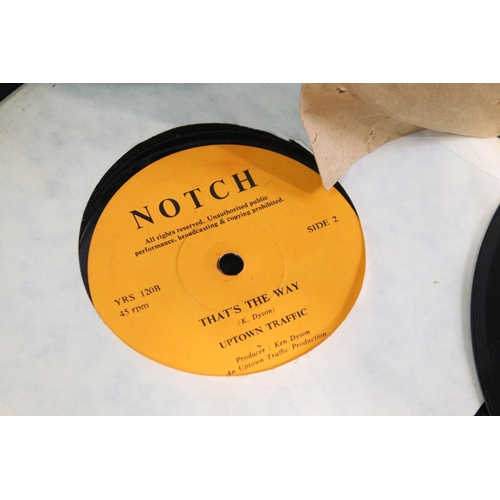 NOTCH
All rights reserved. Unauthorised public
performance, broadcasting & copying prohibited.
SIDE 2
YRS 120B
45 rpm
THAT'S THE WAY
(K. Dyson)
UPTOWN TRAFFIC
Producer : Ken Dyson
An Uptown Traffic Production